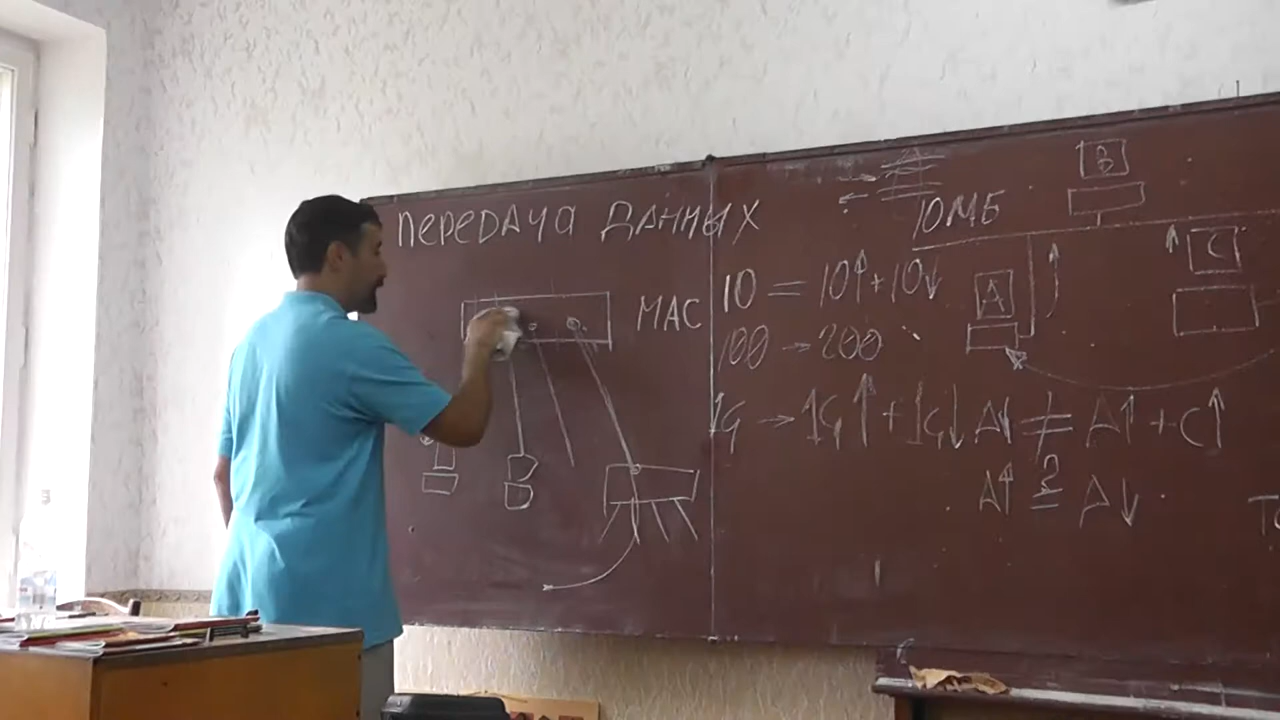 ПЕРЕДАЧА ДАННЫХ
MAC
10МБ
B
C
A
10 = 10↑ + 10↓
100 → 200
1G → 1G↑ + 1G↓
A↓ ≠ A↑ + C↑
A↑ = A↓